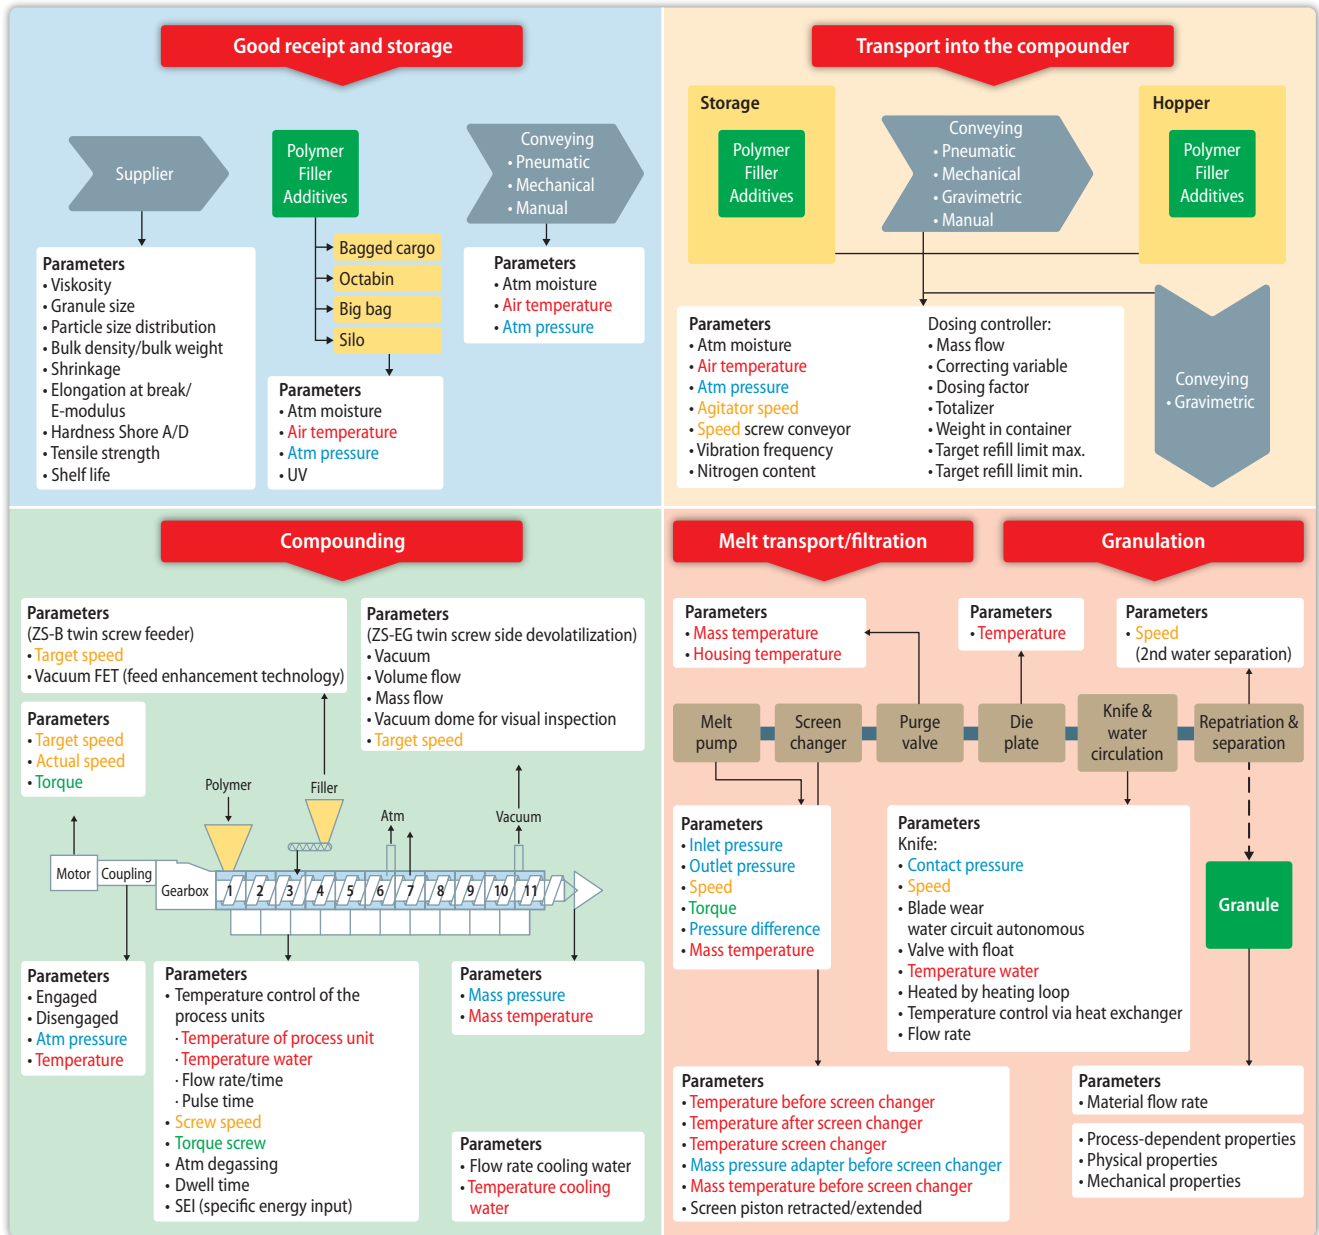 Good receipt and storage
Supplier
Polymer
Filler
Additives
Conveying
• Pneumatic
• Mechanical
• Manual
Bagged cargo
Octabin
Big bag
Silo
Parameters
• Viskosity
• Granule size
• Particle size distribution
• Bulk density/bulk weight
• Shrinkage
• Elongation at break/
E-modulus
• Hardness Shore A/D
• Tensile strength
• Shelf life
Parameters
• Atm moisture
• Air temperature
• Atm pressure
• UV
Parameters
• Atm moisture
• Air temperature
• Atm pressure
Transport into the compounder
Storage
Polymer
Filler
Additives
Conveying
• Pneumatic
• Mechanical
• Gravimetric
• Manual
Hopper
Polymer
Filler
Additives
Parameters
• Atm moisture
• Air temperature
• Atm pressure
• Agitator speed
• Speed screw conveyor
• Vibration frequency
• Nitrogen content
Dosing controller:
• Mass flow
• Correcting variable
• Dosing factor
• Totalizer
• Weight in container
• Target refill limit max.
• Target refill limit min.
Conveying
• Gravimetric
Compounding
Parameters
(ZS-B twin screw feeder)
• Target speed
• Vacuum FET (feed enhancement technology)
Parameters
(ZS-EG twin screw side devolatilization)
• Vacuum
• Volume flow
• Mass flow
• Vacuum dome for visual inspection
• Target speed
Parameters
• Target speed
• Actual speed
• Torque
Polymer
Filler
Atm
Vacuum
Motor
Coupling
Gearbox
1 2 3 4 5 6 7 8 9 10 11
Parameters
• Engaged
• Disengaged
• Atm pressure
• Temperature
Parameters
• Temperature control of the
process units
· Temperature of process unit
· Temperature water
· Flow rate/time
· Pulse time
• Screw speed
• Torque screw
• Atm degassing
• Dwell time
• SEI (specific energy input)
Parameters
• Mass pressure
• Mass temperature
Parameters
• Flow rate cooling water
• Temperature cooling
water
Melt transport/filtration
Granulation
Parameters
• Mass temperature
• Housing temperature
Parameters
• Temperature
Parameters
• Speed
(2nd water separation)
Melt
pump
Screen
changer
Purge
valve
Die
plate
Knife &
water
circulation
Repatriation &
separation
Parameters
• Inlet pressure
• Outlet pressure
• Speed
• Torque
• Pressure difference
• Mass temperature
Parameters
Knife:
• Contact pressure
• Speed
• Blade wear
water circuit autonomous
• Valve with float
• Temperature water
• Heated by heating loop
• Temperature control via heat exchanger
• Flow rate
Granule
Parameters
• Temperature before screen changer
• Temperature after screen changer
• Temperature screen changer
• Mass pressure adapter before screen changer
• Mass temperature before screen changer
• Screen piston retracted/extended
Parameters
• Material flow rate
• Process-dependent properties
• Physical properties
• Mechanical properties